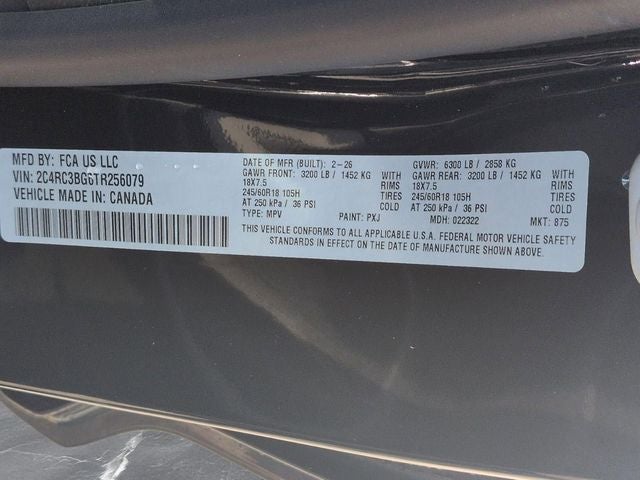 MFD BY: FCA US LLC
VIN: 2C4RC3BG6TR256079
VEHICLE MADE IN: CANADA
DATE OF MFR (BUILT): 2-26
GAWR FRONT: 3200 LB / 1452 KG WITH
18X7.5 RIMS
245/60R18 105H TIRES
AT 250 kPa / 36 PSI COLD
TYPE: MPV PAINT: PXJ
GVWR: 6300 LB / 2858 KG
GAWR REAR: 3200 LB / 1452 KG WITH
18X7.5 RIMS
245/60R18 105H TIRES
AT 250 kPa / 36 PSI COLD
MDH: 022322 MKT: 875
THIS VEHICLE CONFORMS TO ALL APPLICABLE U.S.A. FEDERAL MOTOR VEHICLE SAFETY
STANDARDS IN EFFECT ON THE DATE OF MANUFACTURE SHOWN ABOVE.